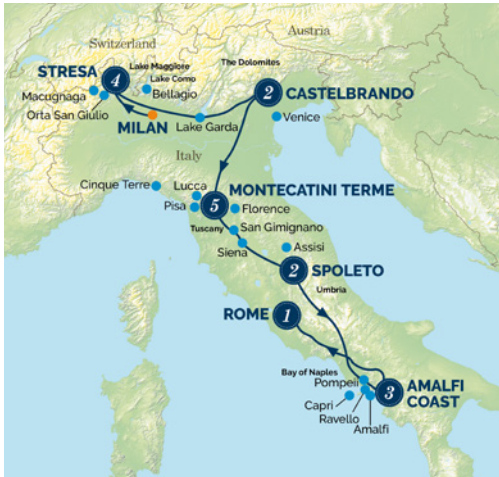 Switzerland
Austria
STRESA
Lake Maggiore
Lake Como
Bellagio
The Dolomites
4
2
CASTELBRANDO
Macugnaga
Orta San Giulio
MILAN
Lake Garda
Venice
Italy
Cinque Terre
Lucca
Pisa
5
MONTECATINI TERME
Florence
Tuscany
San Gimignano
Siena
Assisi
2
SPOLETO
Umbria
ROME
1
Bay of Naples
Pompeii
Capri
Ravello
Amalfi
3
AMALFI
COAST